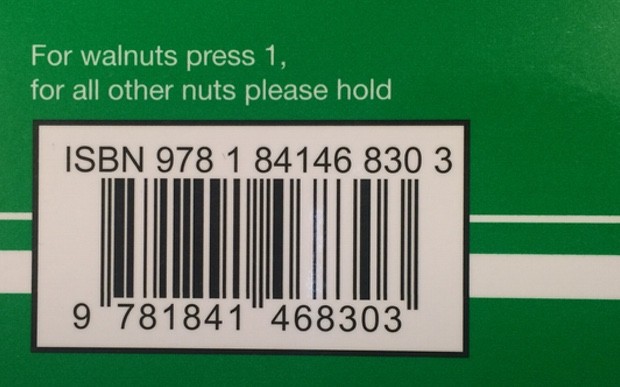 For walnuts press 1,
for all other nuts please hold
ISBN 978 1 84146 830 3
9 781841 468303